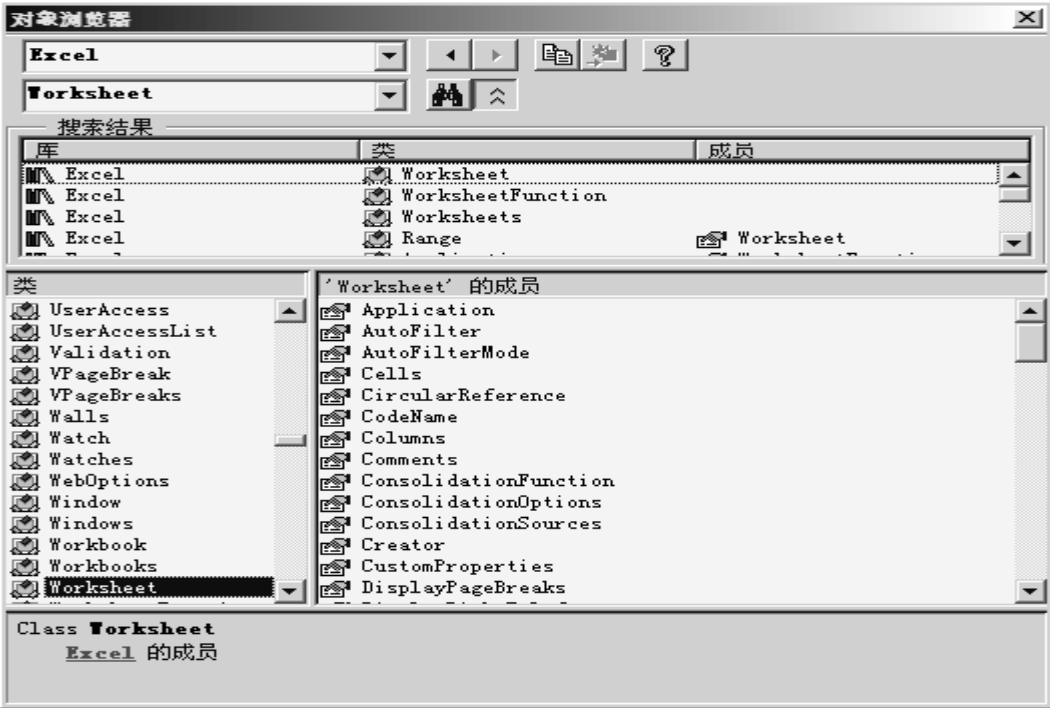 对象浏览器
Excel
Worksheet
搜索结果
库 类 成员
Excel Worksheet
Excel WorksheetFunction
Excel Worksheets
Excel Range Worksheet
类
UserAccess
UserAccessList
Validation
VPageBreak
VPageBreaks
Walls
Watch
Watches
WebOptions
Window
Windows
Workbook
Workbooks
Worksheet
'Worksheet' 的成员
Application
AutoFilter
AutoFilterMode
Cells
CircularReference
CodeName
Columns
Comments
ConsolidationFunction
ConsolidationOptions
ConsolidationSources
Creator
CustomProperties
DisplayPageBreaks
Class Worksheet
Excel 的成员